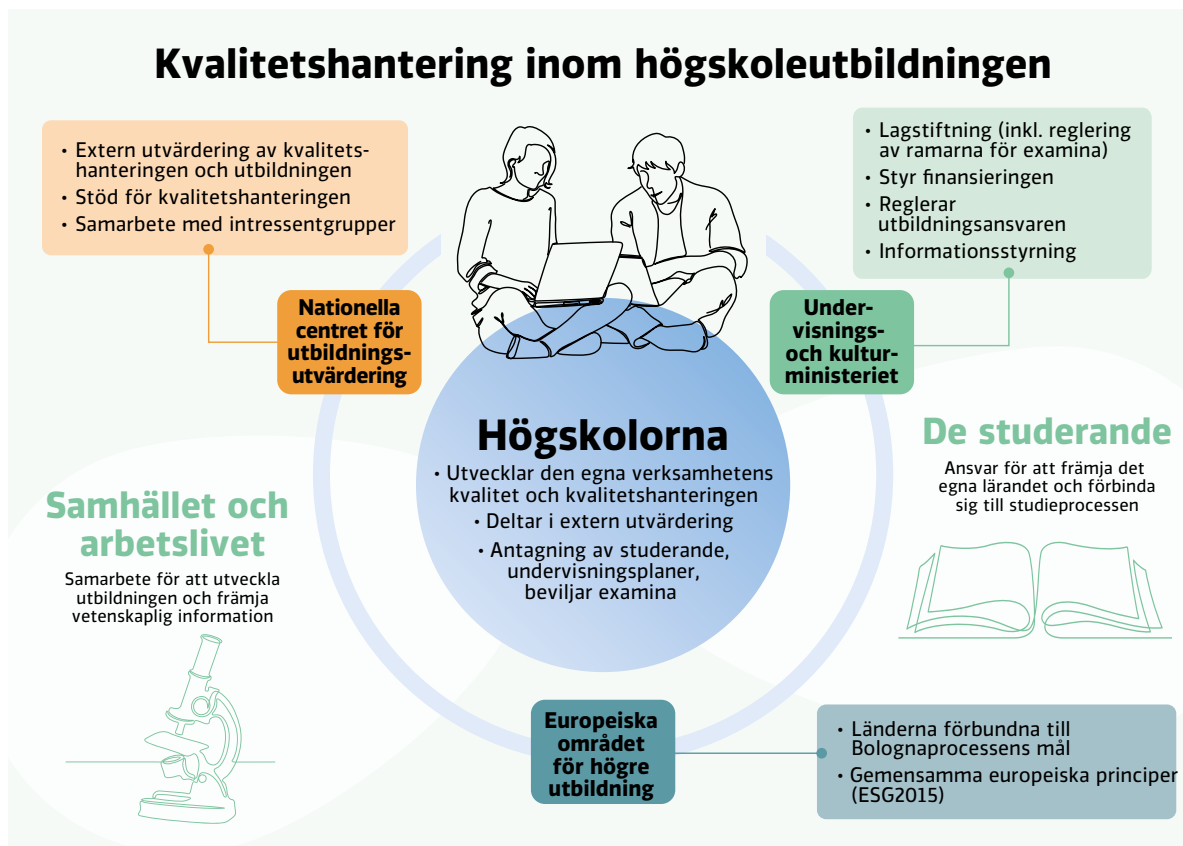 Kvalitetshantering inom högskoleutbildningen
• Extern utvärdering av kvalitets-
hanteringen och utbildningen
• Stöd för kvalitetshanteringen
• Samarbete med intressentgrupper
Nationella
centret för
utbildnings-
utvärdering
• Lagstiftning (inkl. reglering
av ramarna för examina)
• Styr finansieringen
• Reglerar
utbildningsansvaren
• Informationsstyrning
Under-
visnings-
och kultur-
ministeriet
Högskolorna
• Utvecklar den egna verksamhetens
kvalitet och kvalitetshanteringen
• Deltar i extern utvärdering
• Antagning av studerande,
undervisningsplaner,
beviljar examina
De studerande
Ansvar för att främja det
egna lärandet och förbinda
sig till studieprocessen
Samhället och
arbetslivet
Samarbete för att utveckla
utbildningen och främja
vetenskaplig information
Europeiska
området
för högre
utbildning
• Länderna förbundna till
Bolognaprocessens mål
• Gemensamma europeiska principer
(ESG2015)